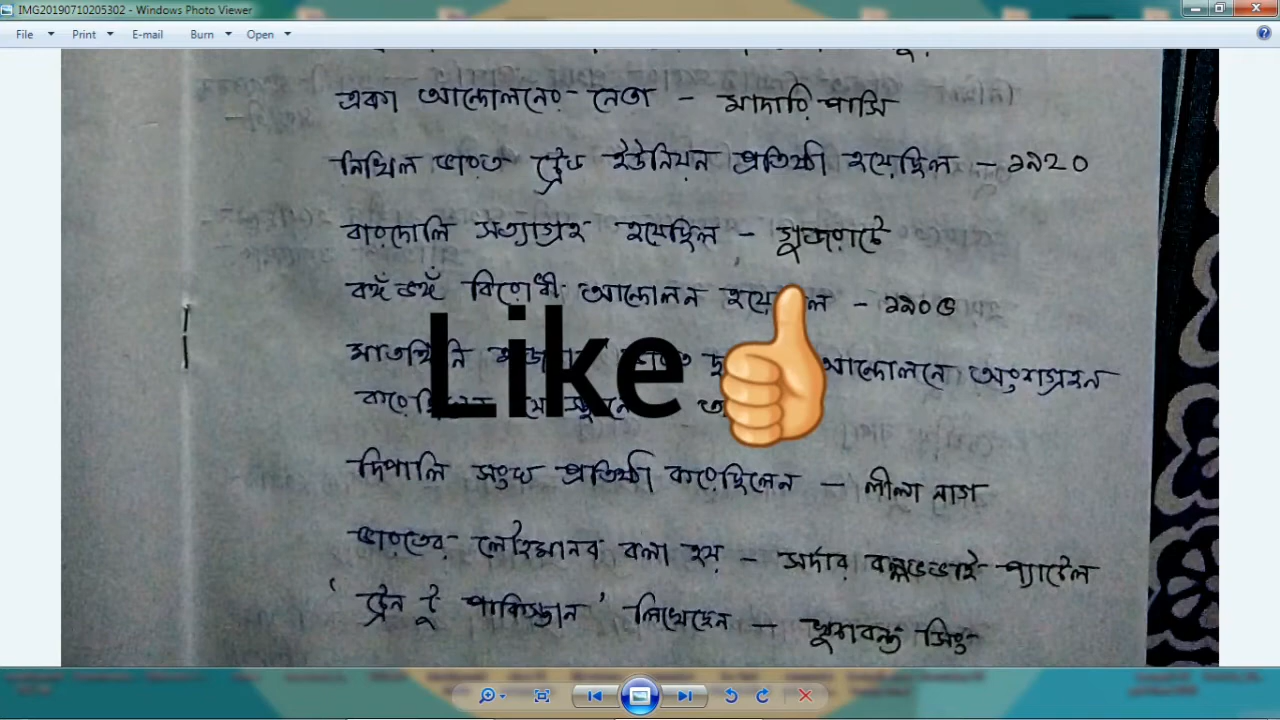 IMG20190710205302 - Windows Photo Viewer
File Print E-mail Burn Open
একা আন্দোলনের নেতা - মাদারি পাসি
নিখিল ভারত ট্রেড ইউনিয়ন প্রতিষ্ঠা হয়েছিল - ১৯২০
বারদোলি সত্যাগ্রহ হয়েছিল - গুজরাটে
বঙ্গঁ ভঙ্গঁ বিরোধী আন্দোলন - ১৯০৫
Like
আন্দোলনে অংশগ্রহন
দিপালি সংঘ প্রতিষ্ঠা করেছিলেন - লীলা নাগ
ভারতের লৌহমানব বলা হয় - সর্দার বল্লভভাই প্যাটেল
' ট্রেন টু পাকিস্তান ' লিখেছেন - খুশবন্ত সিং